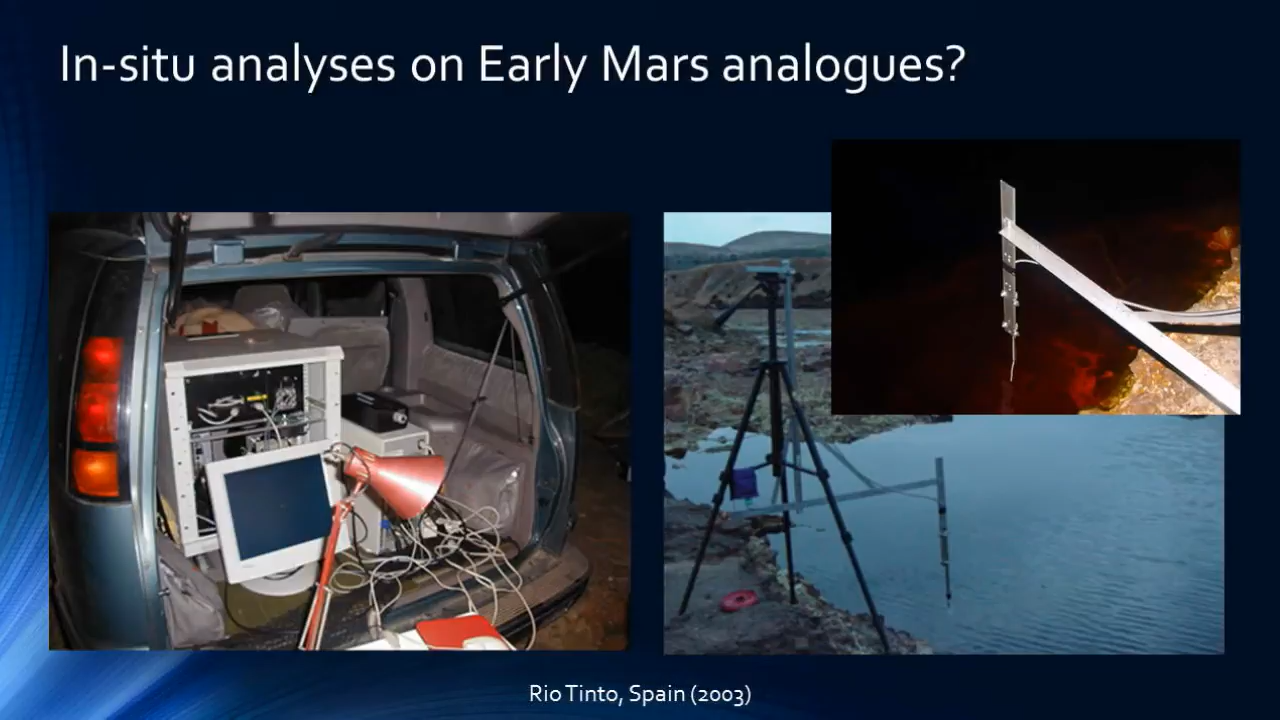 In-situ analyses on Early Mars analogues?
Rio Tinto, Spain (2003)